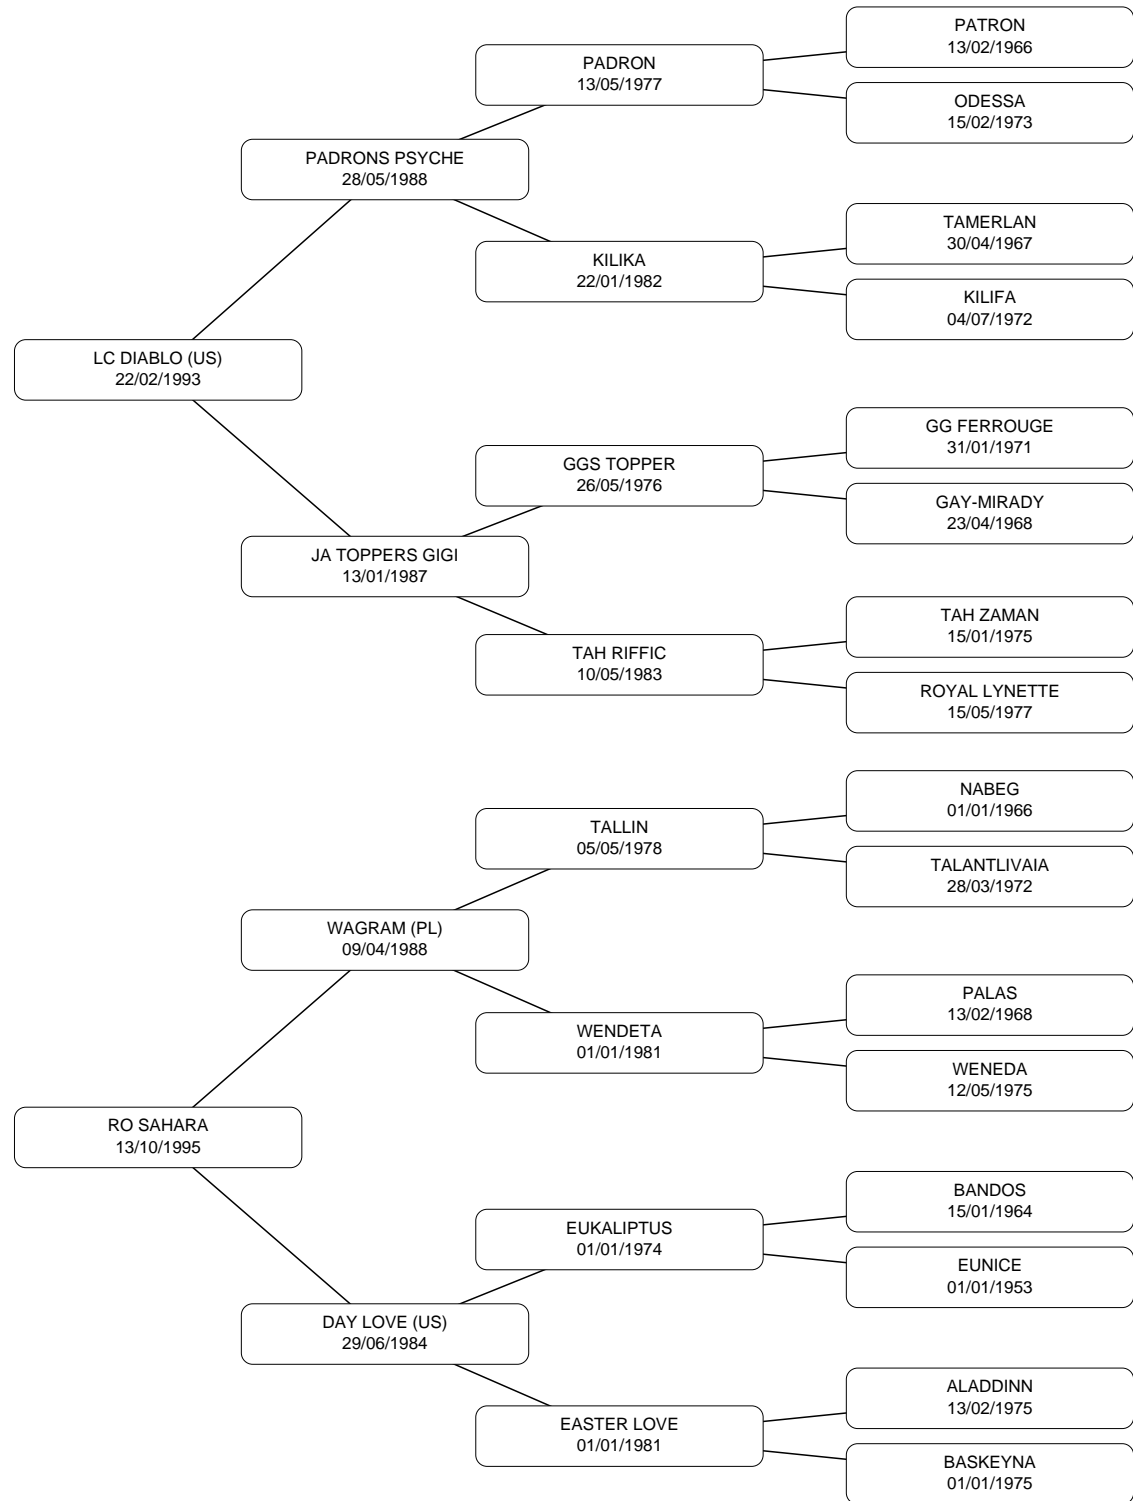 PATRON
13/02/1966
PADRON
13/05/1977
ODESSA
15/02/1973
PADRONS PSYCHE
28/05/1988
TAMERLAN
30/04/1967
KILIKA
22/01/1982
KILIFA
04/07/1972
LC DIABLO (US)
22/02/1993
GG FERROUGE
31/01/1971
GGS TOPPER
26/05/1976
GAY-MIRADY
23/04/1968
JA TOPPERS GIGI
13/01/1987
TAH ZAMAN
15/01/1975
TAH RIFFIC
10/05/1983
ROYAL LYNETTE
15/05/1977
NABEG
01/01/1966
TALLIN
05/05/1978
TALANTLIVAIA
28/03/1972
WAGRAM (PL)
09/04/1988
PALAS
13/02/1968
WENDETA
01/01/1981
WENEDA
12/05/1975
RO SAHARA
13/10/1995
BANDOS
15/01/1964
EUKALIPTUS
01/01/1974
EUNICE
01/01/1953
DAY LOVE (US)
29/06/1984
ALADDINN
13/02/1975
EASTER LOVE
01/01/1981
BASKEYNA
01/01/1975